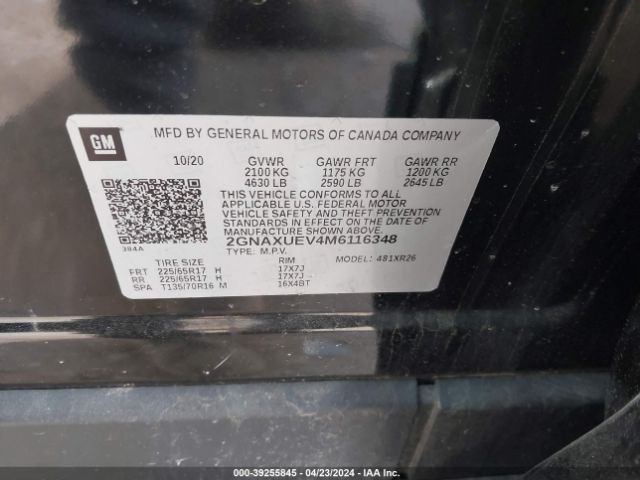 GM
MFD BY GENERAL MOTORS OF CANADA COMPANY
10/20 GVWR GAWR FRT GAWR RR
2100 KG 1175 KG 1200 KG
4630 LB 2590 LB 2645 LB
THIS VEHICLE CONFORMS TO ALL
APPLICABLE U.S. FEDERAL MOTOR
VEHICLE SAFETY AND THEFT PREVENTION
STANDARDS IN EFFECT ON THE DATE OF
MANUFACTURE SHOWN ABOVE.
384A
2GNAXUEV4M6116348
TYPE: M.P.V. MODEL: 481XR26
TIRE SIZE RIM
FRT 225/65R17 H 17X7J
RR 225/65R17 H 17X7J
SPA T135/70R16 M 16X4BT
000-39255845 / 04/23/2024 / IAA Inc.